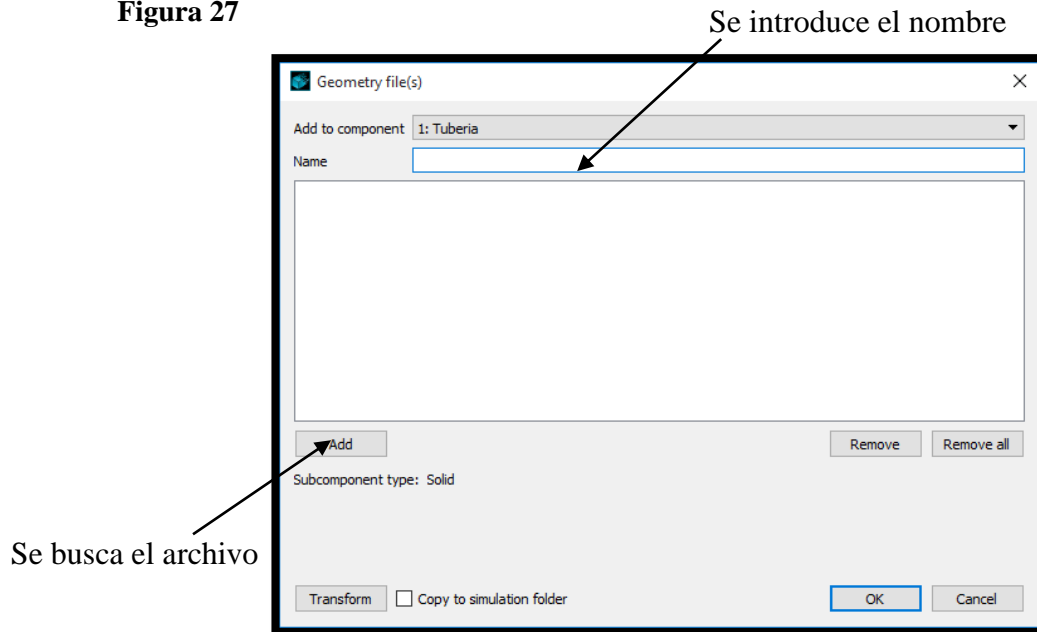 Figura 27
Se introduce el nombre
Geometry file(s)
Add to component 1: Tuberia
Name
Add Remove Remove all
Subcomponent type: Solid
Se busca el archivo
Transform Copy to simulation folder OK Cancel